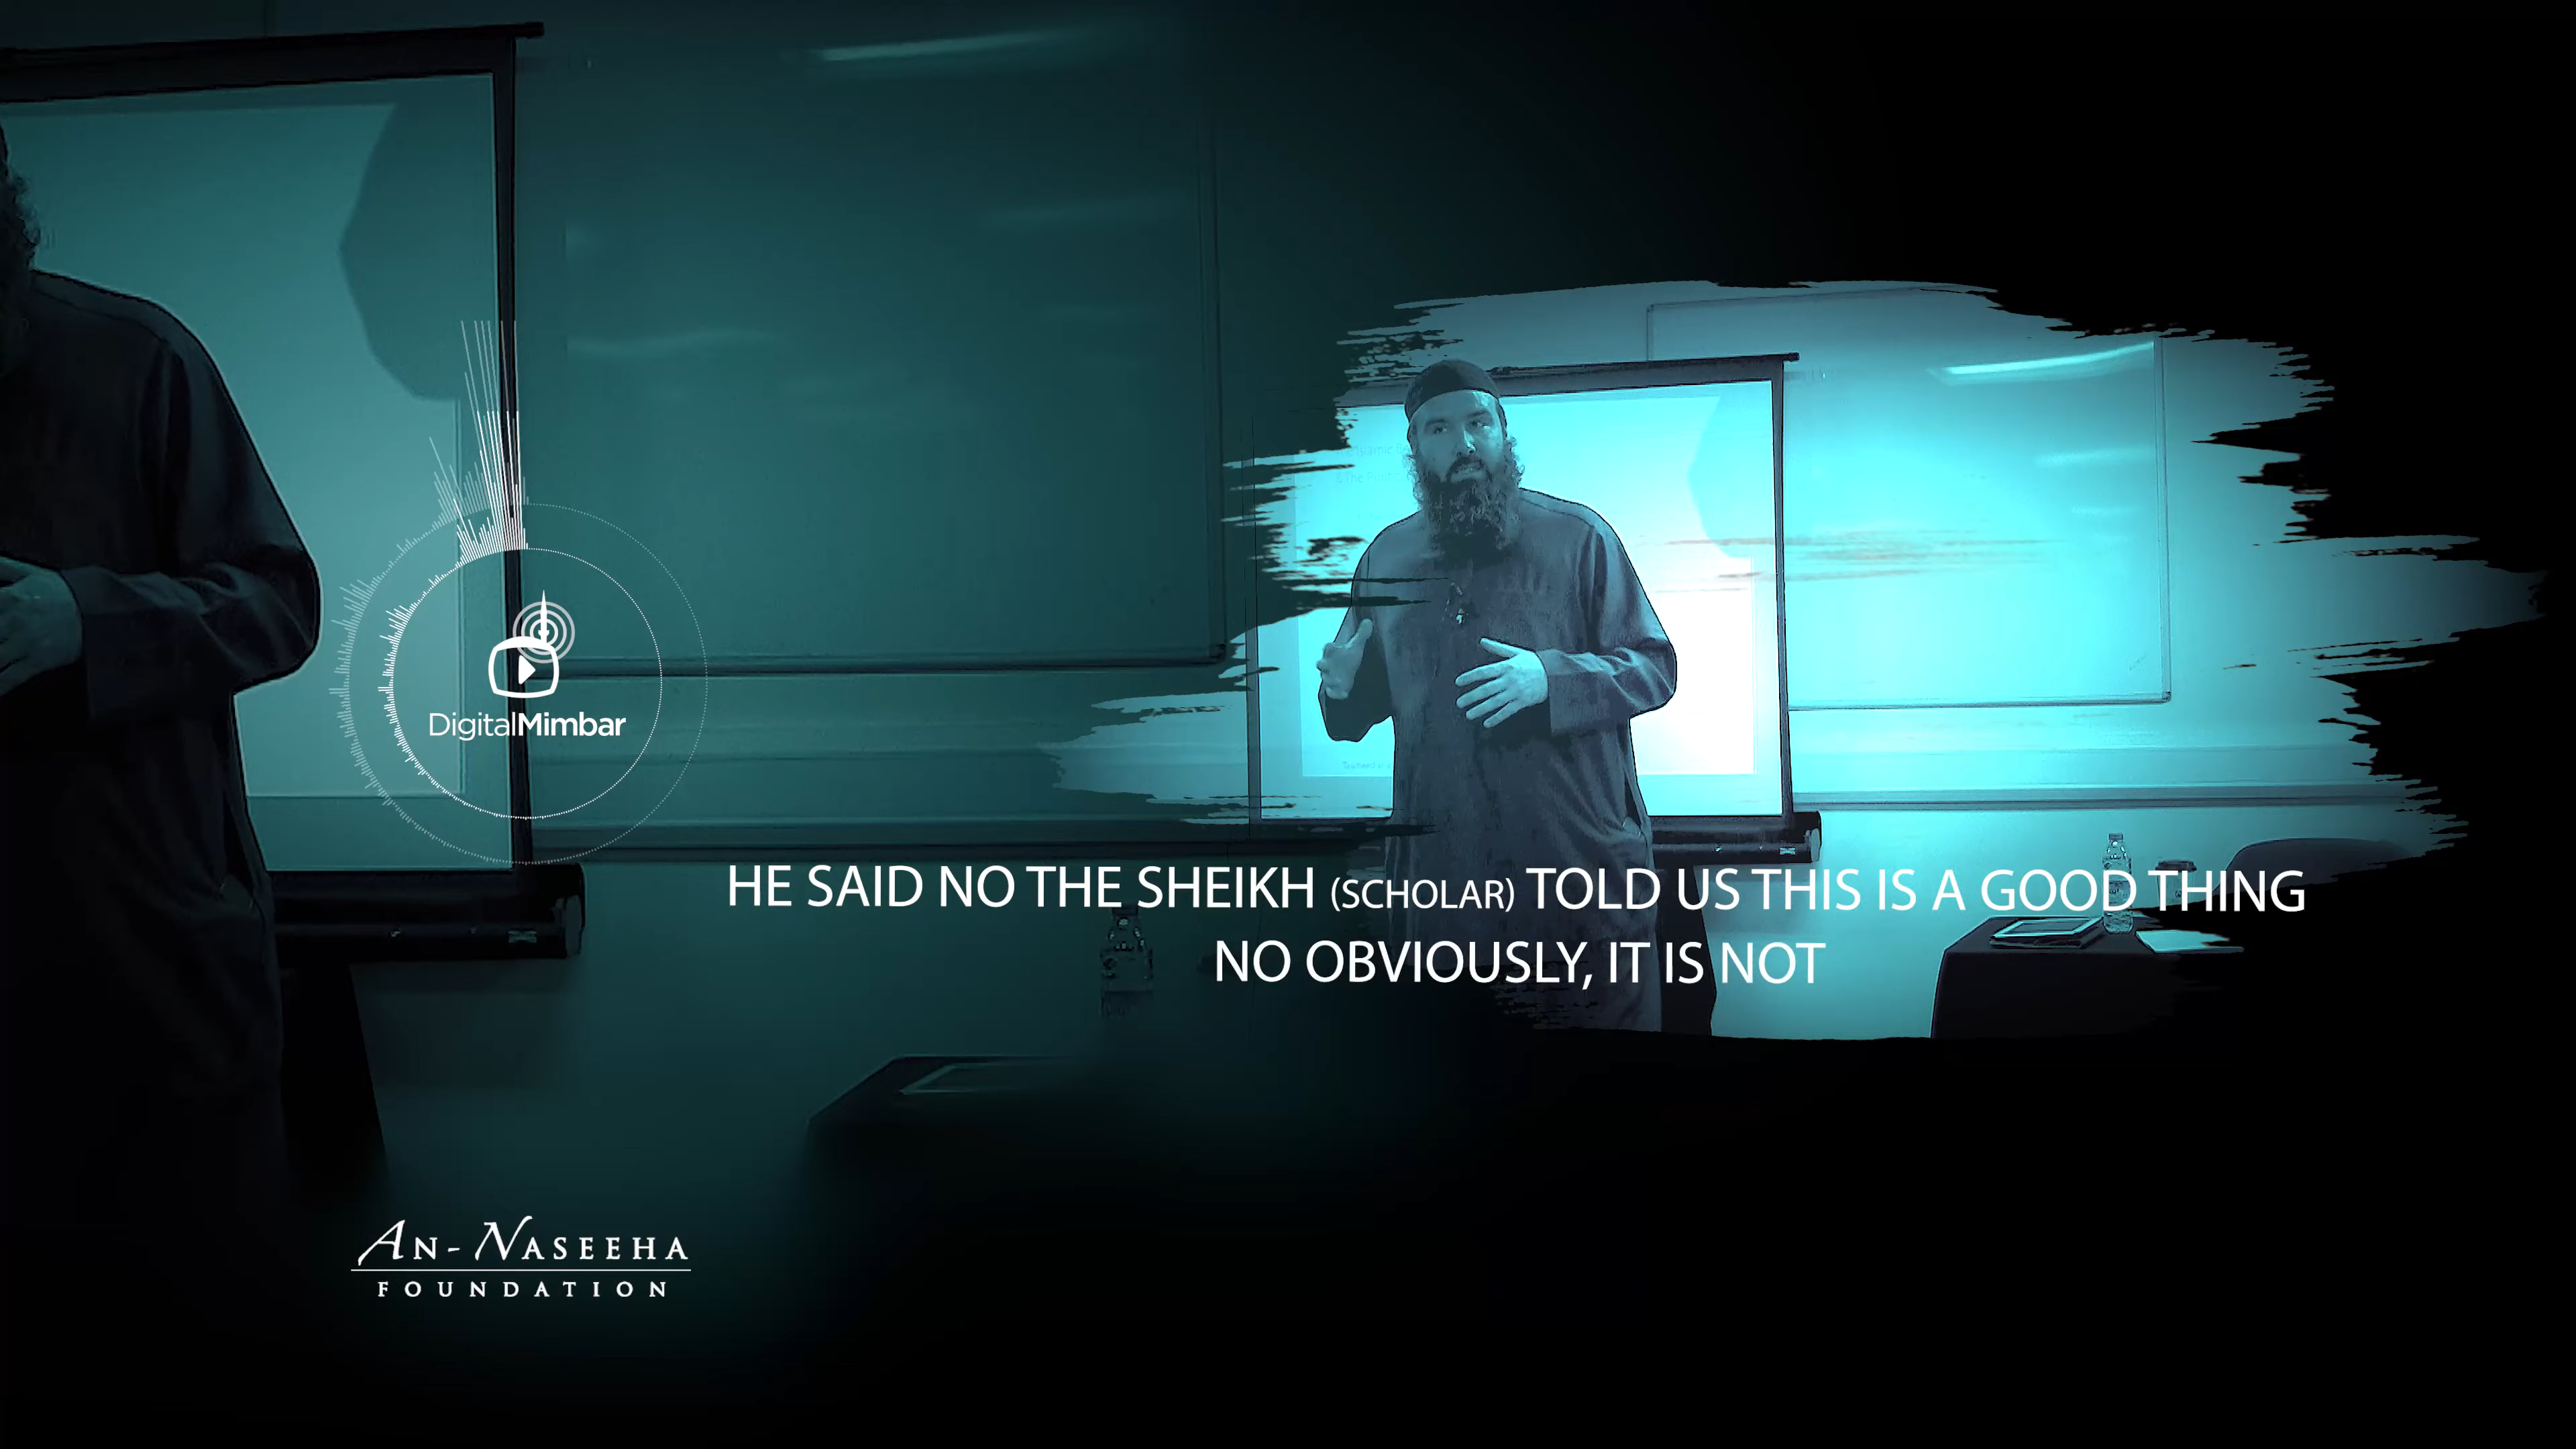 DigitalMimbar
HE SAID NO THE SHEIKH (SCHOLAR) TOLD US THIS IS A GOOD THING
NO OBVIOUSLY, IT IS NOT
AN-NASEEHA
FOUNDATION